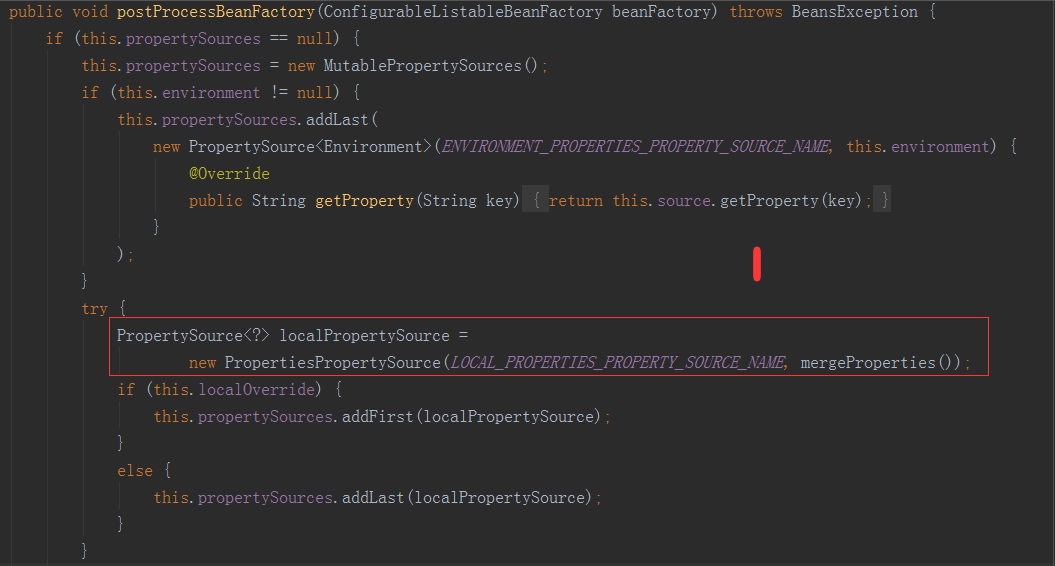 public void postProcessBeanFactory(ConfigurableListableBeanFactory beanFactory) throws BeansException {
if (this.propertySources == null) {
this.propertySources = new MutablePropertySources();
if (this.environment != null) {
this.propertySources.addLast(
new PropertySource<Environment>(ENVIRONMENT_PROPERTIES_PROPERTY_SOURCE_NAME, this.environment) {
@Override
public String getProperty(String key) { return this.source.getProperty(key); }
}
);
}
try {
PropertySource<?> localPropertySource =
new PropertiesPropertySource(LOCAL_PROPERTIES_PROPERTY_SOURCE_NAME, mergeProperties());
if (this.localOverride) {
this.propertySources.addFirst(localPropertySource);
}
else {
this.propertySources.addLast(localPropertySource);
}
}